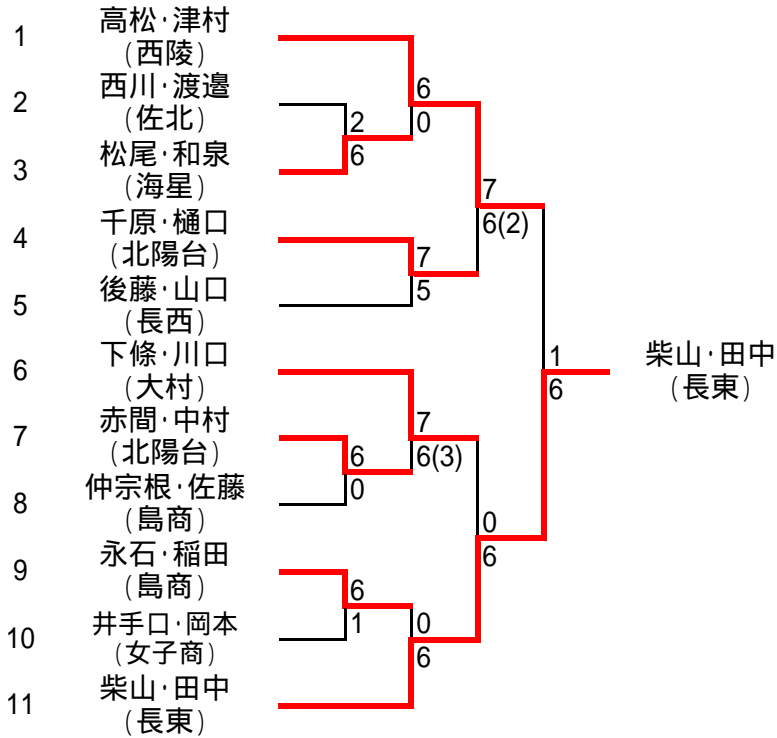 1
高松・津村
(西陵)
2
西川・渡邉
(佐北)
3
松尾・和泉
(海星)
4
千原・樋口
(北陽台)
5
後藤・山口
(長西)
6
下條・川口
(大村)
7
赤間・中村
(北陽台)
8
仲宗根・佐藤
(島商)
9
永石・稲田
(島商)
10
井手口・岡本
(女子商)
11
柴山・田中
(長東)
2
6
6
0
6
1
6
0
7
5
7
6(3)
0
6
7
6(2)
0
6
1
6
柴山・田中
(長東)